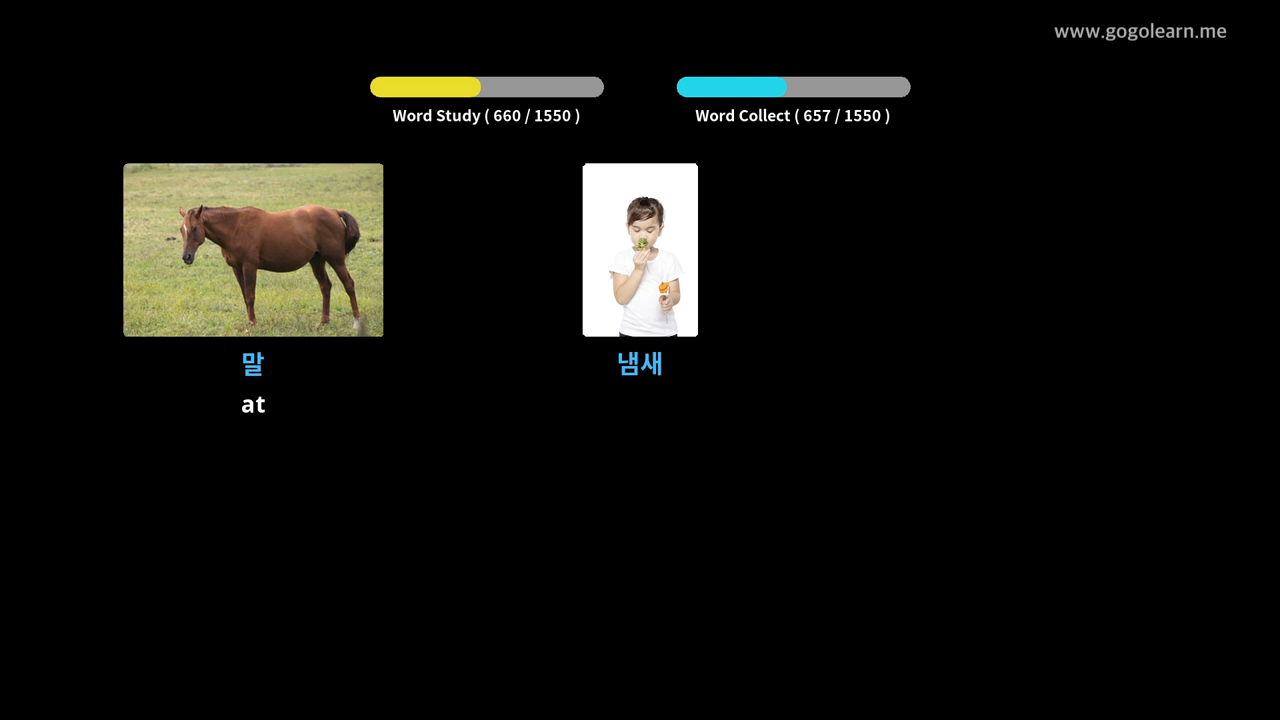 www.gogolearn.me
Word Study ( 660 / 1550 )
Word Collect ( 657 / 1550 )
말
at
냄새